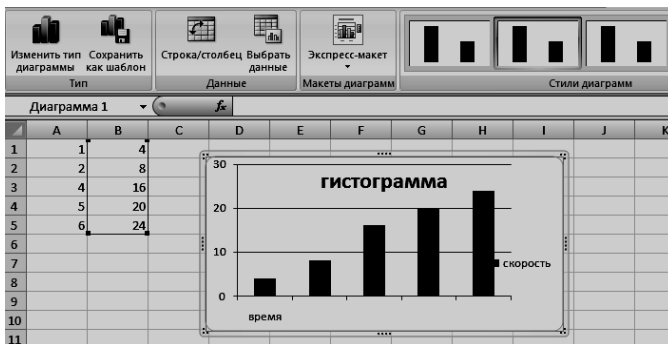 Изменить тип диаграммы
Сохранить как шаблон
Строка/столбец
Выбрать данные
Экспресс-макет
Тип
Данные
Макеты диаграмм
Стили диаграмм
Диаграмма 1
fx
A B C D E F G H I J K
1 1 4
2 2 8
3 4 16
4 5 20
5 6 24
6
7
8
9
10
11
гистограмма
30
20
10
0
скорость
время